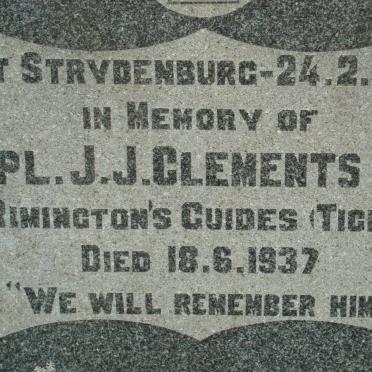 T STRYDENBURG-24.2.
IN MEMORY OF
PL. J.J. CLEMENTS
RIMINGTON'S GUIDES (TIG
DIED 18.6.1937
"WE WILL REMEMBER HIM